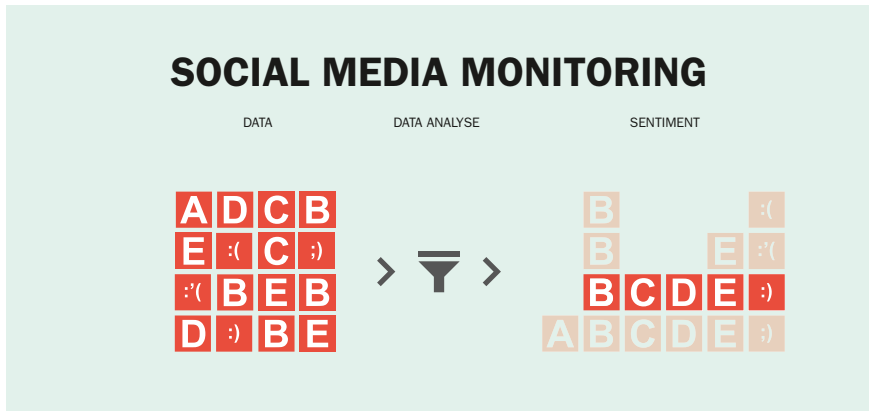 SOCIAL MEDIA MONITORING
DATA DATA ANALYSE SENTIMENT
A D C B
E :( C ;)
:'( B E B
D :) B E
B :(
B E :'(
B C D E :)
A B C D E ;)